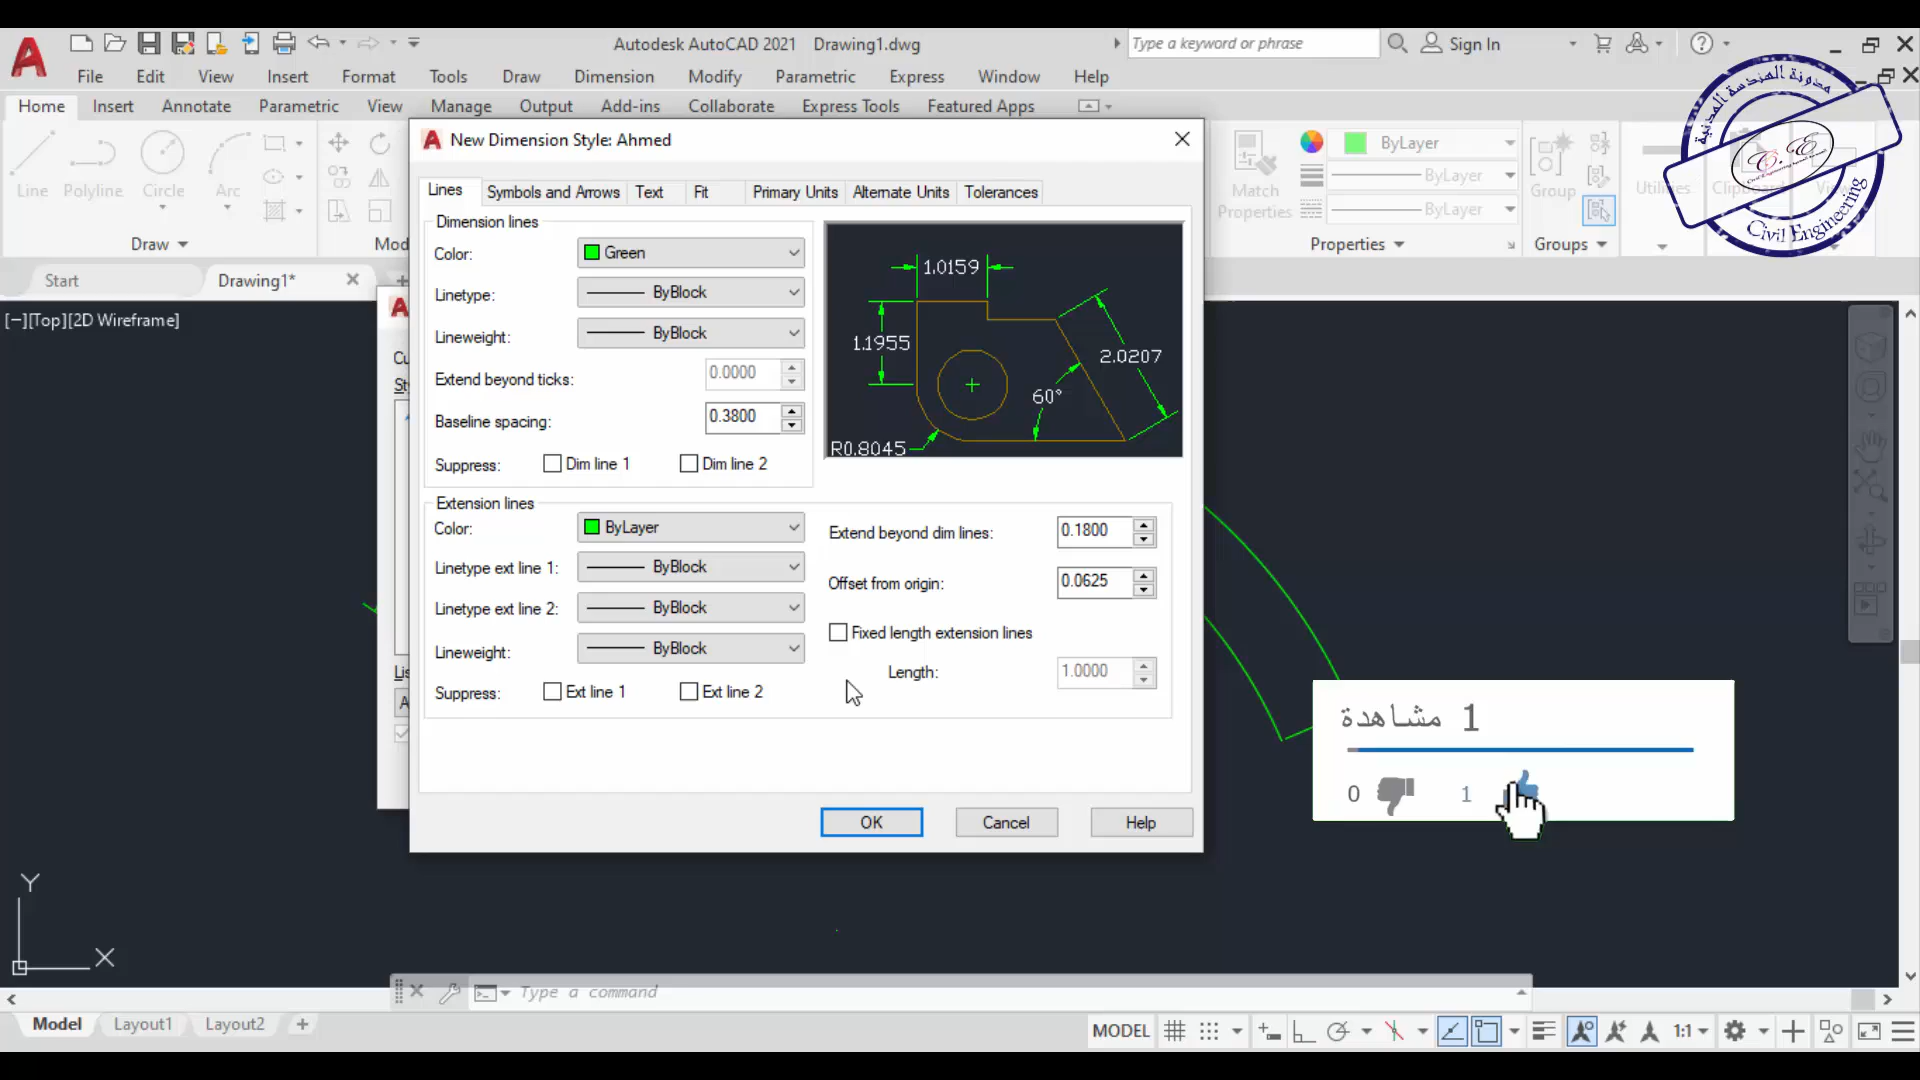 Autodesk AutoCAD 2021 Drawing1.dwg
Type a keyword or phrase
Sign In
File Edit View Insert Format Tools Draw Dimension Modify Parametric Express Window Help
Home Insert Annotate Parametric View Manage Output Add-ins Collaborate Express Tools Featured Apps
Line Polyline Circle Arc
Draw
Match
Properties
ByLayer
ByLayer
ByLayer
Properties
Group
Groups
Utilities
مدونة الهندسة المدنية
C.E
Civil Engineering
Start
Drawing1*
[−][Top][2D Wireframe]
New Dimension Style: Ahmed
Lines Symbols and Arrows Text Fit Primary Units Alternate Units Tolerances
Dimension lines
Color: Green
Linetype: ByBlock
Lineweight: ByBlock
Extend beyond ticks: 0.0000
Baseline spacing: 0.3800
Suppress: Dim line 1 Dim line 2
1.0159
1.1955
2.0207
60°
R0.8045
Extension lines
Color: ByLayer
Linetype ext line 1: ByBlock
Linetype ext line 2: ByBlock
Lineweight: ByBlock
Suppress: Ext line 1 Ext line 2
Extend beyond dim lines: 0.1800
Offset from origin: 0.0625
Fixed length extension lines
Length: 1.0000
OK Cancel Help
1 مشاهدة
0 1
Y
X
Type a command
Model Layout1 Layout2
MODEL
1:1